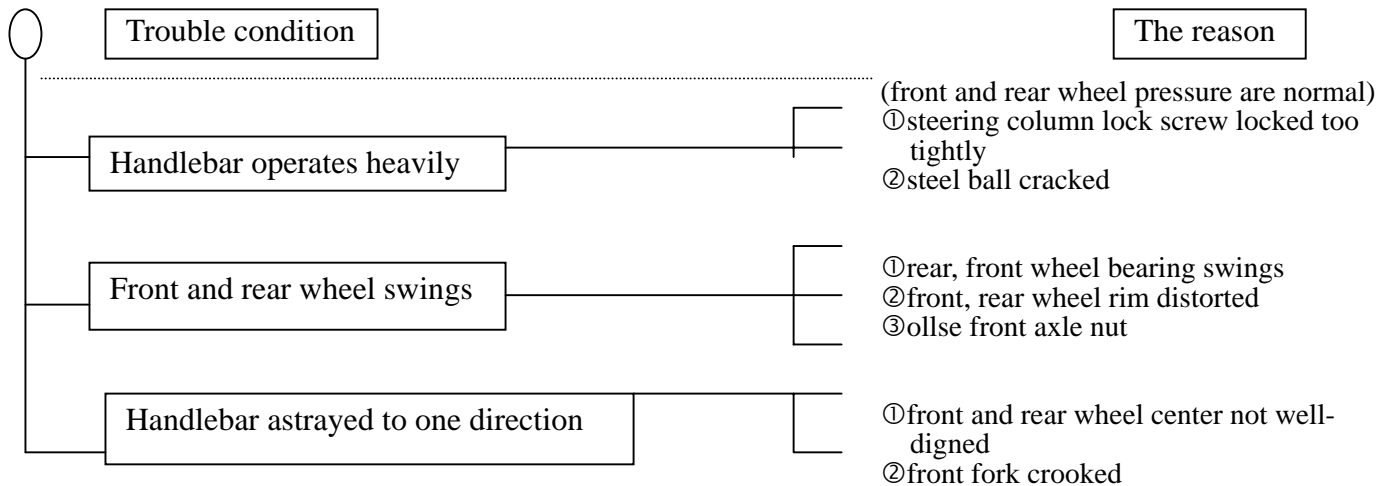 Trouble condition
The reason
(front and rear wheel pressure are normal)
Handlebar operates heavily
①steering column lock screw locked too
tightly
②steel ball cracked
Front and rear wheel swings
①rear, front wheel bearing swings
②front, rear wheel rim distorted
③ollse front axle nut
Handlebar astrayed to one direction
①front and rear wheel center not well-
digned
②front fork crooked